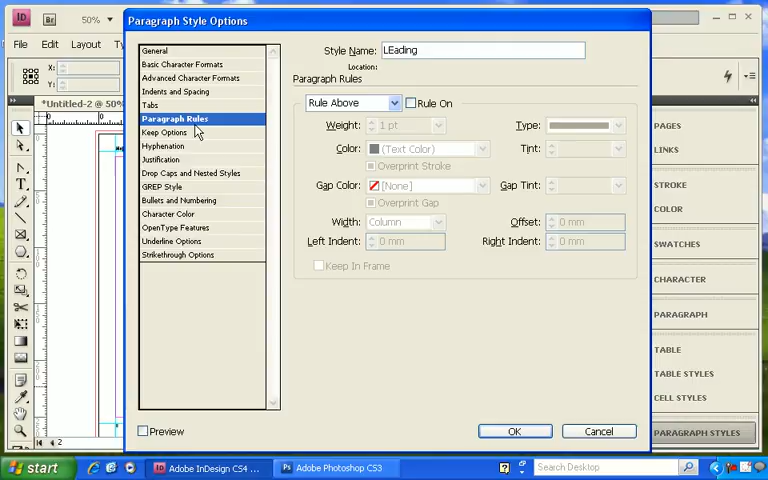 ID
Br
50%
File
Edit
Layout
X:
Y:
*Untitled-2 @ 50%
Paragraph Style Options
General
Basic Character Formats
Advanced Character Formats
Indents and Spacing
Tabs
Paragraph Rules
Keep Options
Hyphenation
Justification
Drop Caps and Nested Styles
GREP Style
Bullets and Numbering
Character Color
OpenType Features
Underline Options
Strikethrough Options
Style Name: LEading
Location:
Paragraph Rules
Rule Above
Rule On
Weight: 1 pt
Type:
Color: (Text Color)
Tint:
Overprint Stroke
Gap Color: [None]
Gap Tint:
Overprint Gap
Width: Column
Offset: 0 mm
Left Indent: 0 mm
Right Indent: 0 mm
Keep In Frame
Preview
OK
Cancel
PAGES
LINKS
STROKE
COLOR
SWATCHES
CHARACTER
PARAGRAPH
TABLE
TABLE STYLES
CELL STYLES
PARAGRAPH STYLES
2
start
Adobe InDesign CS4 ...
Adobe Photoshop CS3
Search Desktop